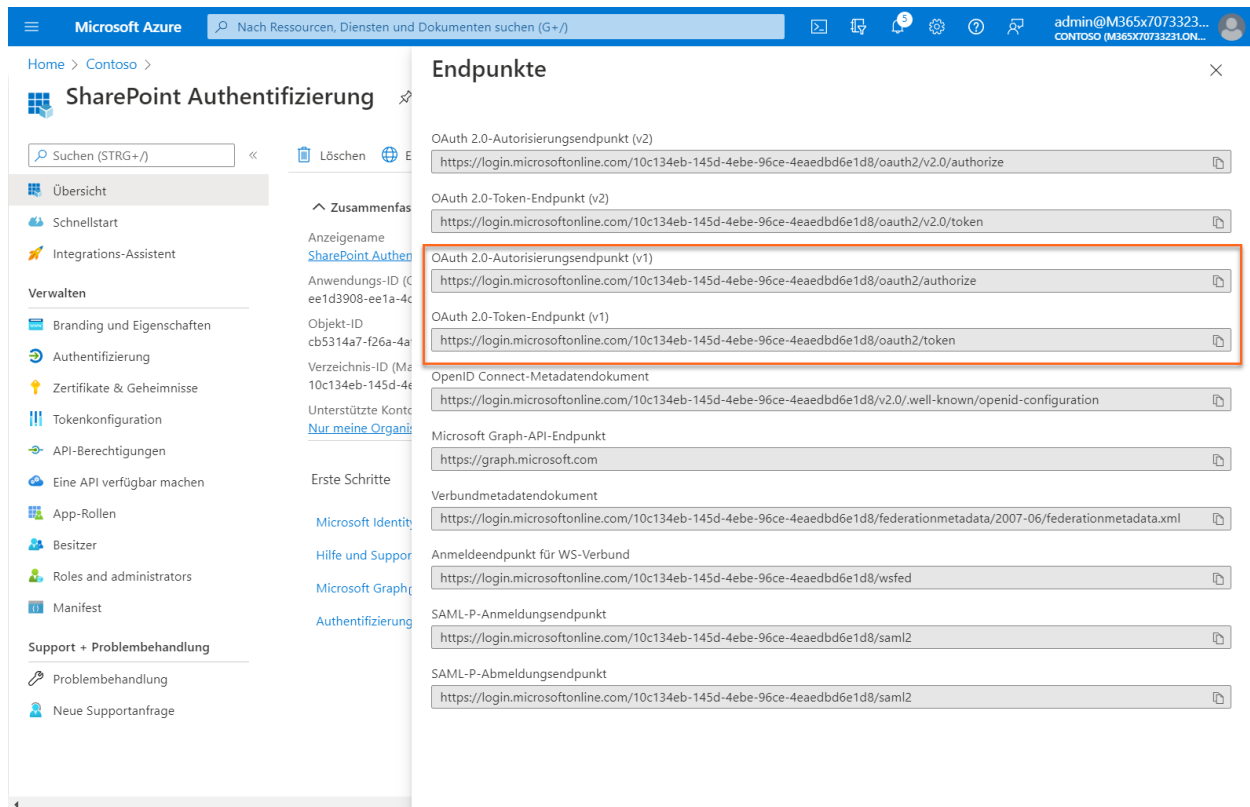 Microsoft Azure
Nach Ressourcen, Diensten und Dokumenten suchen (G+/)
5
admin@M365x7073323...
CONTOSO (M365X70733231.ON...
Home > Contoso >
SharePoint Authentifizierung
Suchen (STRG+/)
«
Übersicht
Schnellstart
Integrations-Assistent
Verwalten
Branding und Eigenschaften
Authentifizierung
Zertifikate & Geheimnisse
Tokenkonfiguration
API-Berechtigungen
Eine API verfügbar machen
App-Rollen
Besitzer
Roles and administrators
Manifest
Support + Problembehandlung
Problembehandlung
Neue Supportanfrage
Löschen E
Zusammenfas
Anzeigename
SharePoint Authen
Anwendungs-ID (C
ee1d3908-ee1a-4c
Objekt-ID
cb5314a7-f26a-4a
Verzeichnis-ID (Ma
10c134eb-145d-4e
Unterstützte Konto
Nur meine Organis
Erste Schritte
Microsoft Identity
Hilfe und Suppor
Microsoft Graph
Authentifizierung
Endpunkte
OAuth 2.0-Autorisierungsendpunkt (v2)
https://login.microsoftonline.com/10c134eb-145d-4ebe-96ce-4eaedbd6e1d8/oauth2/v2.0/authorize
OAuth 2.0-Token-Endpunkt (v2)
https://login.microsoftonline.com/10c134eb-145d-4ebe-96ce-4eaedbd6e1d8/oauth2/v2.0/token
OAuth 2.0-Autorisierungsendpunkt (v1)
https://login.microsoftonline.com/10c134eb-145d-4ebe-96ce-4eaedbd6e1d8/oauth2/authorize
OAuth 2.0-Token-Endpunkt (v1)
https://login.microsoftonline.com/10c134eb-145d-4ebe-96ce-4eaedbd6e1d8/oauth2/token
OpenID Connect-Metadatendokument
https://login.microsoftonline.com/10c134eb-145d-4ebe-96ce-4eaedbd6e1d8/v2.0/.well-known/openid-configuration
Microsoft Graph-API-Endpunkt
https://graph.microsoft.com
Verbundmetadatendokument
https://login.microsoftonline.com/10c134eb-145d-4ebe-96ce-4eaedbd6e1d8/federationmetadata/2007-06/federationmetadata.xml
Anmeldeendpunkt für WS-Verbund
https://login.microsoftonline.com/10c134eb-145d-4ebe-96ce-4eaedbd6e1d8/wsfed
SAML-P-Anmeldungsendpunkt
https://login.microsoftonline.com/10c134eb-145d-4ebe-96ce-4eaedbd6e1d8/saml2
SAML-P-Abmeldungsendpunkt
https://login.microsoftonline.com/10c134eb-145d-4ebe-96ce-4eaedbd6e1d8/saml2